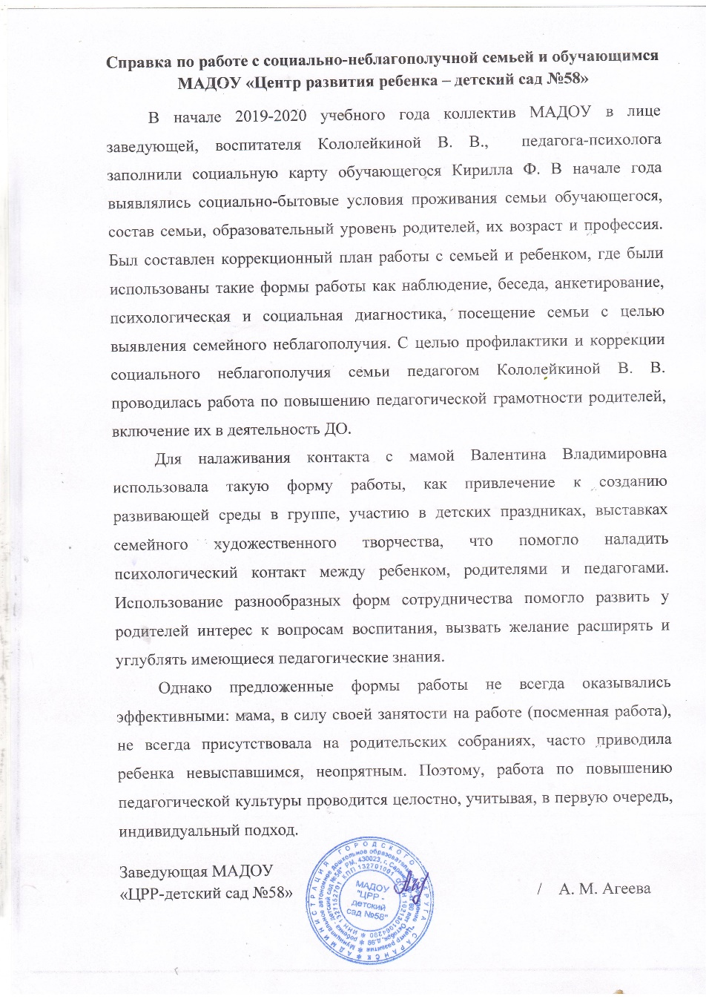 Справка по работе с социально-неблагополучной семьей и обучающимся
МАДОУ «Центр развития ребенка – детский сад №58»
В начале 2019-2020 учебного года коллектив МАДОУ в лице
заведующей, воспитателя Кололейкиной В. В., педагога-психолога
заполнили социальную карту обучающегося Кирилла Ф. В начале года
выявлялись социально-бытовые условия проживания семьи обучающегося,
состав семьи, образовательный уровень родителей, их возраст и профессия.
Был составлен коррекционный план работы с семьей и ребенком, где были
использованы такие формы работы как наблюдение, беседа, анкетирование,
психологическая и социальная диагностика, посещение семьи с целью
выявления семейного неблагополучия. С целью профилактики и коррекции
социального неблагополучия семьи педагогом Кололейкиной В. В.
проводилась работа по повышению педагогической грамотности родителей,
включение их в деятельность ДО.
Для налаживания контакта с мамой Валентина Владимировна
использовала такую форму работы, как привлечение к созданию
развивающей среды в группе, участию в детских праздниках, выставках
семейного художественного творчества, что помогло наладить
психологический контакт между ребенком, родителями и педагогами.
Использование разнообразных форм сотрудничества помогло развить у
родителей интерес к вопросам воспитания, вызвать желание расширять и
углублять имеющиеся педагогические знания.
Однако предложенные формы работы не всегда оказывались
эффективными: мама, в силу своей занятости на работе (посменная работа),
не всегда присутствовала на родительских собраниях, часто приводила
ребенка невыспавшимся, неопрятным. Поэтому, работа по повышению
педагогической культуры проводится целостно, учитывая, в первую очередь,
индивидуальный подход.
Заведующая МАДОУ
«ЦРР-детский сад №58» / А. М. Агеева
МАДОУ
"ЦРР -
детский
сад №58"
АДМИНИСТРАЦИЯ ГОРОДСКОГО ОКРУГА САРАНСК